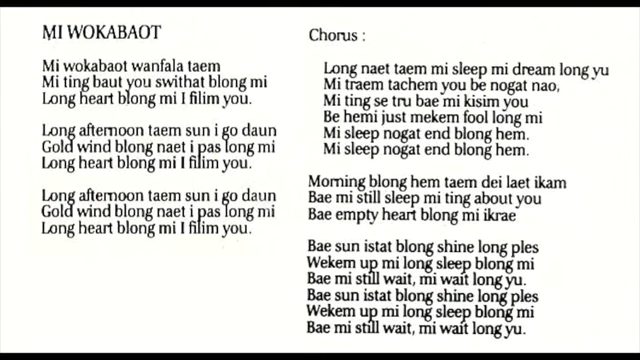 MI WOKABAOT
Mi wokabaot wanfala taem
Mi ting baut you swithat blong mi
Long heart blong mi I filim you.
Long afternoon taem sun i go daun
Gold wind blong naet i pas long mi
Long heart blong mi I filim you.
Long afternoon taem sun i go daun
Gold wind blong naet i pas long mi
Long heart blong mi I filim you.
Chorus :
Long naet taem mi sleep mi dream long yu
Mi traem tachem you be nogat nao,
Mi ting se tru bae mi kisim you
Be hemi just mekem fool long mi
Mi sleep nogat end blong hem.
Mi sleep nogat end blong hem.
Morning blong hem taem dei laet ikam
Bae mi still sleep mi ting about you
Bae empty heart blong mi ikrae
Bae sun istat blong shine long ples
Wekem up mi long sleep blong mi
Bae mi still wait, mi wait long yu.
Bae sun istat blong shine long ples
Wekem up mi long sleep blong mi
Bae mi still wait, mi wait long yu.